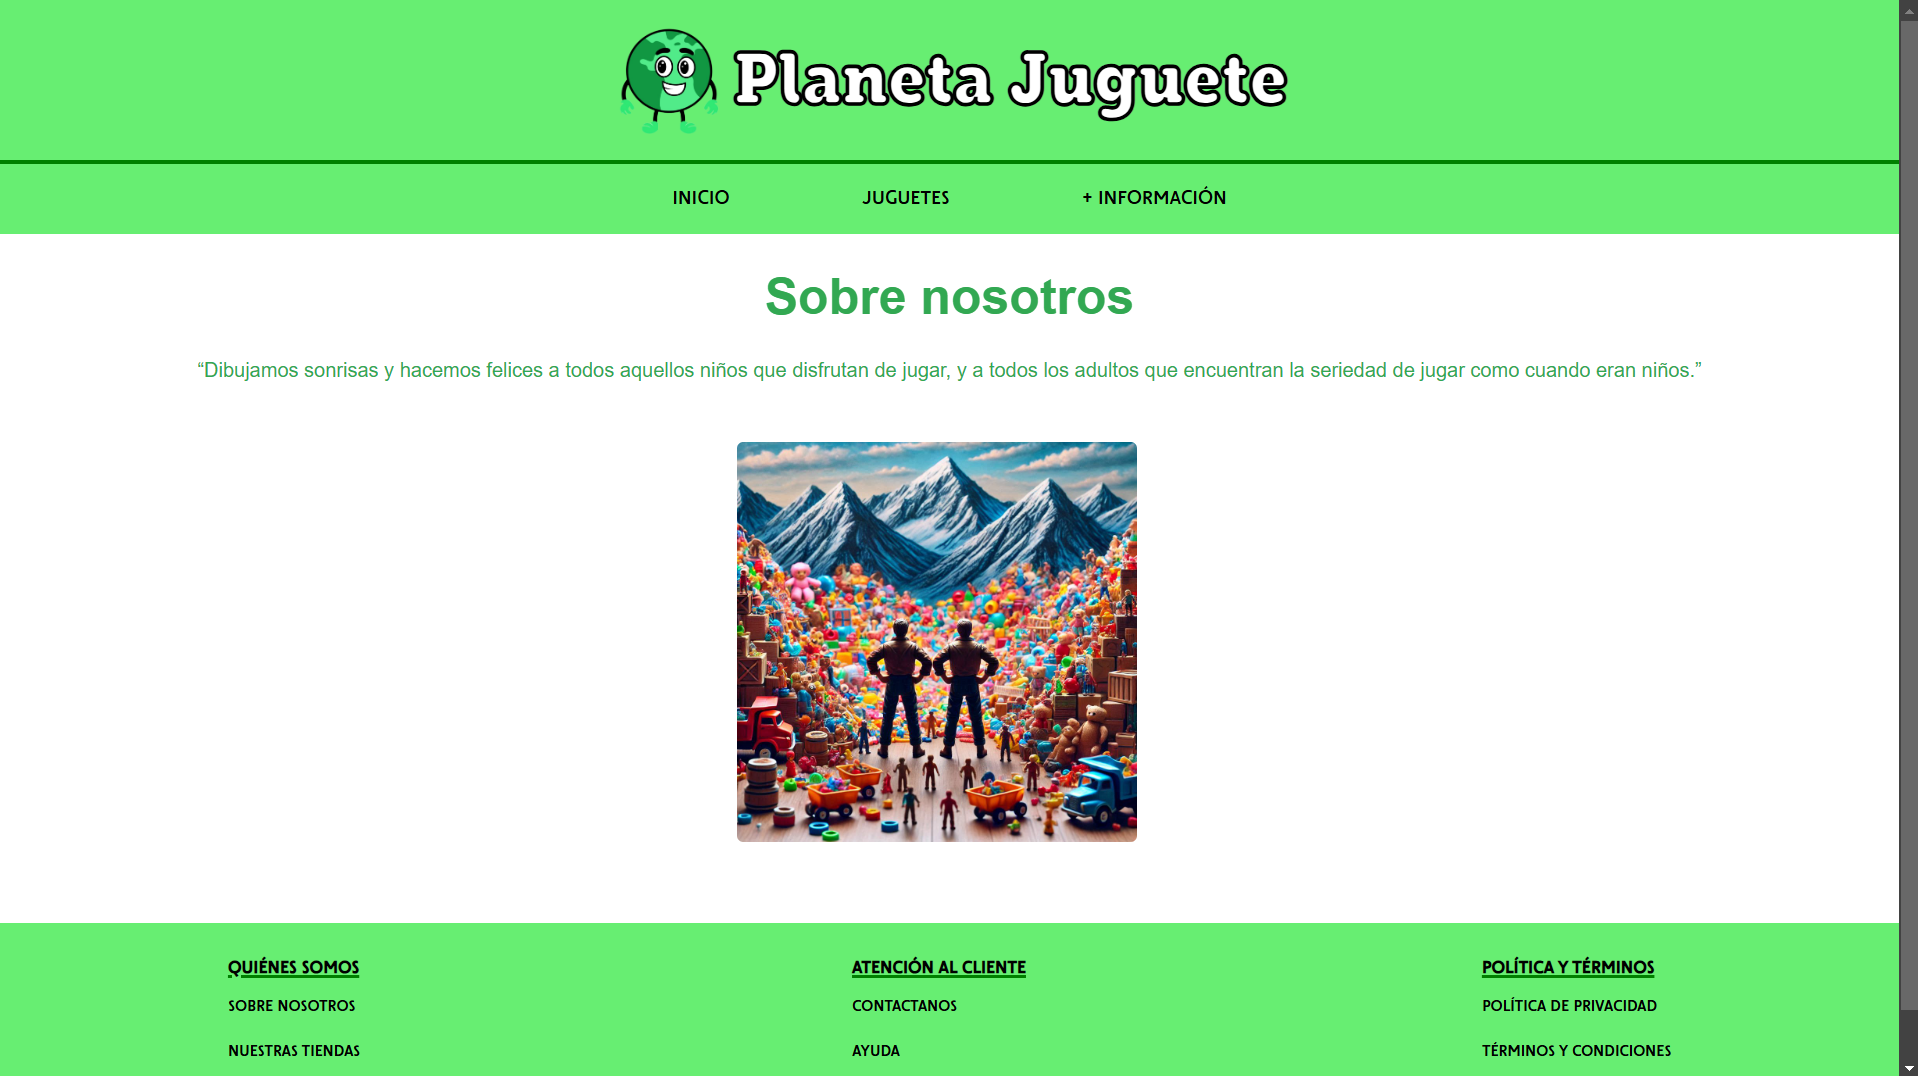 Planeta Juguete
INICIO
JUGUETES
+ INFORMACIÓN
Sobre nosotros
“Dibujamos sonrisas y hacemos felices a todos aquellos niños que disfrutan de jugar, y a todos los adultos que encuentran la seriedad de jugar como cuando eran niños.”
QUIÉNES SOMOS
SOBRE NOSOTROS
NUESTRAS TIENDAS
ATENCIÓN AL CLIENTE
CONTACTANOS
AYUDA
POLÍTICA Y TÉRMINOS
POLÍTICA DE PRIVACIDAD
TÉRMINOS Y CONDICIONES